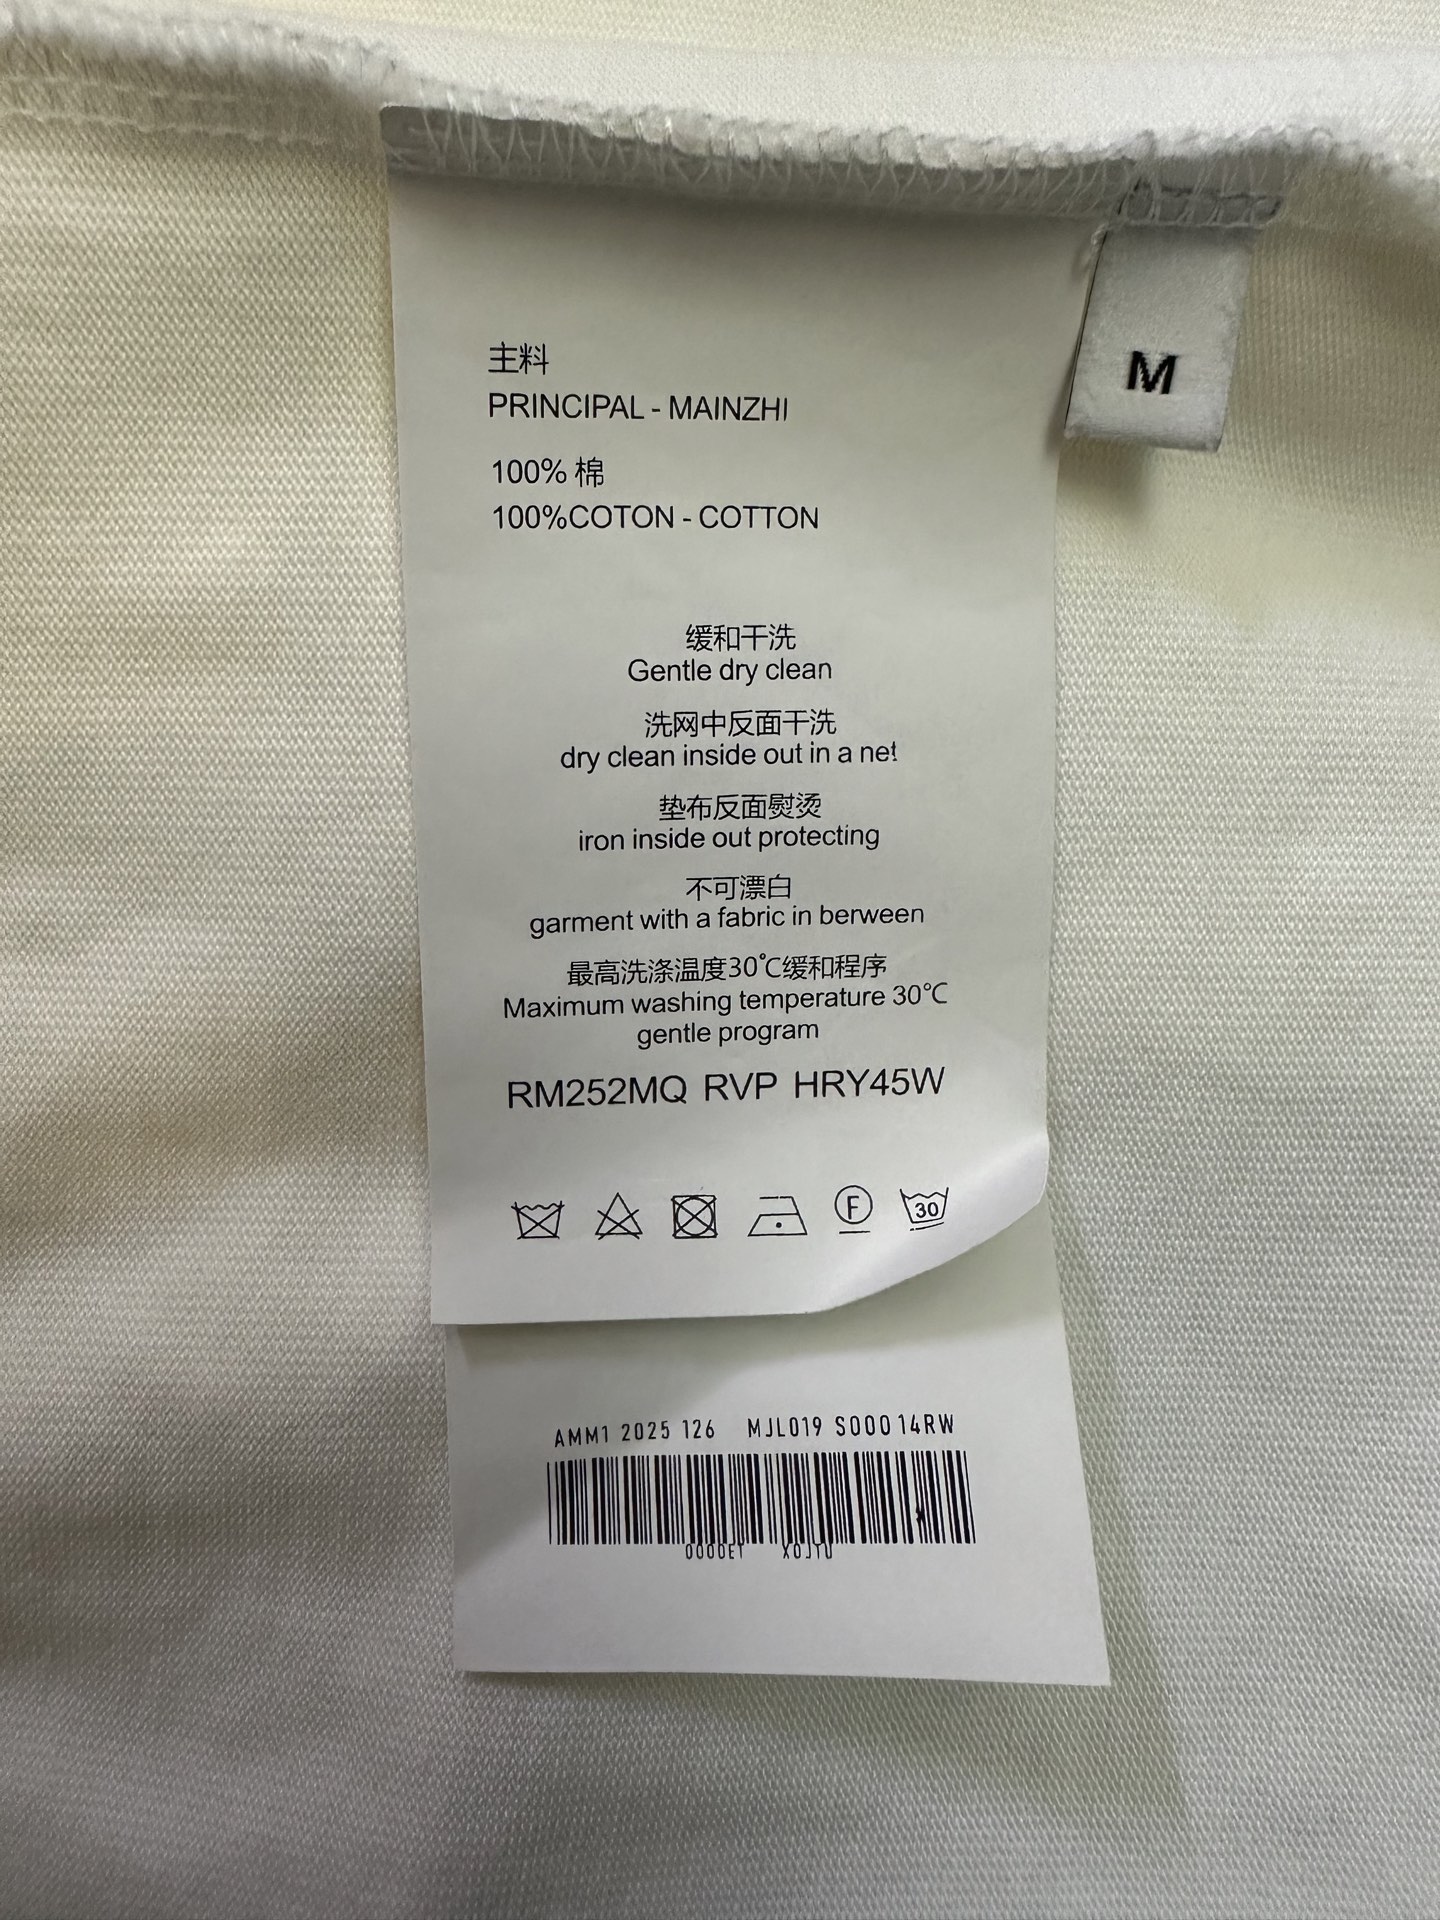 主料
PRINCIPAL - MAINZHI
M
100% 棉
100%COTON - COTTON
缓和干洗
Gentle dry clean
洗网中反面干洗
dry clean inside out in a net
垫布反面熨烫
iron inside out protecting
不可漂白
garment with a fabric in berween
最高洗涤温度30℃缓和程序
Maximum washing temperature 30℃
gentle program
RM252MQ RVP HRY45W
F 30
AMM1 2025 126 MJL019 S000 14RW